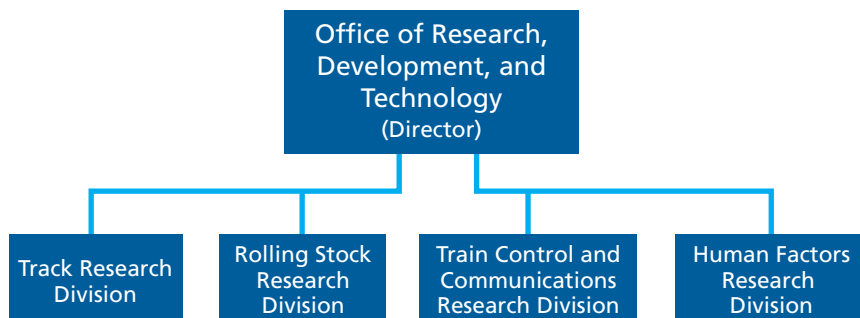 Office of Research,
Development, and
Technology
(Director)
Track Research
Division
Rolling Stock
Research
Division
Train Control and
Communications
Research Division
Human Factors
Research
Division